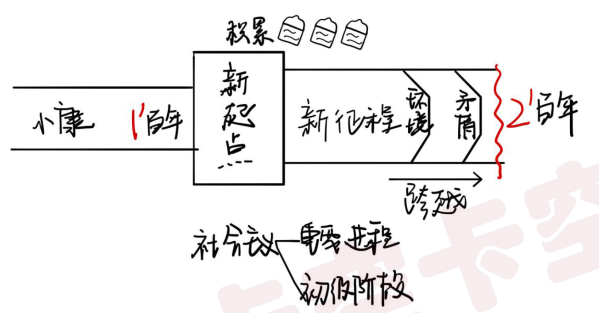 积累
小康 1'百年 新起点 新征程 环境 矛盾 2'百年
跨越
社会主义 重要进程
初级阶段